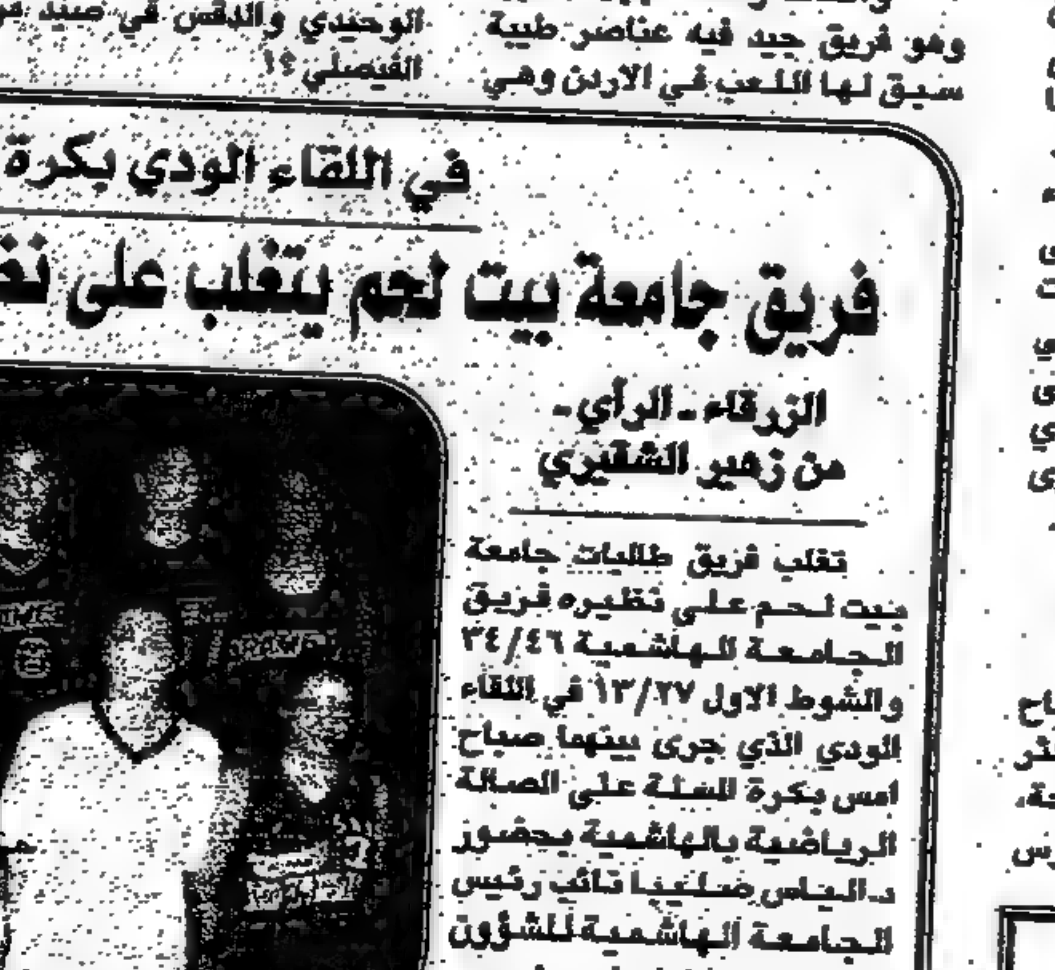 وهو فريق جيد فيه عناصر طيبة
سبق لها اللعب في الاردن وهي
الوحيدي والدقس في صيد
الفيصلي ؟!
في اللقاء الودي بكرة
فريق جامعة بيت لحم يتغلب على
الزرقاء - الرأي -
من زهير الشقيري
تغلب فريق طالبات جامعة
بيت لحم على نظيره فريق
الجامعة الهاشمية ٣٤/٤٦
والشوط الاول ١٣/٢٧ في اللقاء
الودي الذي جرى بينهما صباح
امس بكرة السلة على الصالة
الرياضية بالهاشمية بحضور
د.الياس نائب رئيس
الجامعة الهاشمية للشؤون